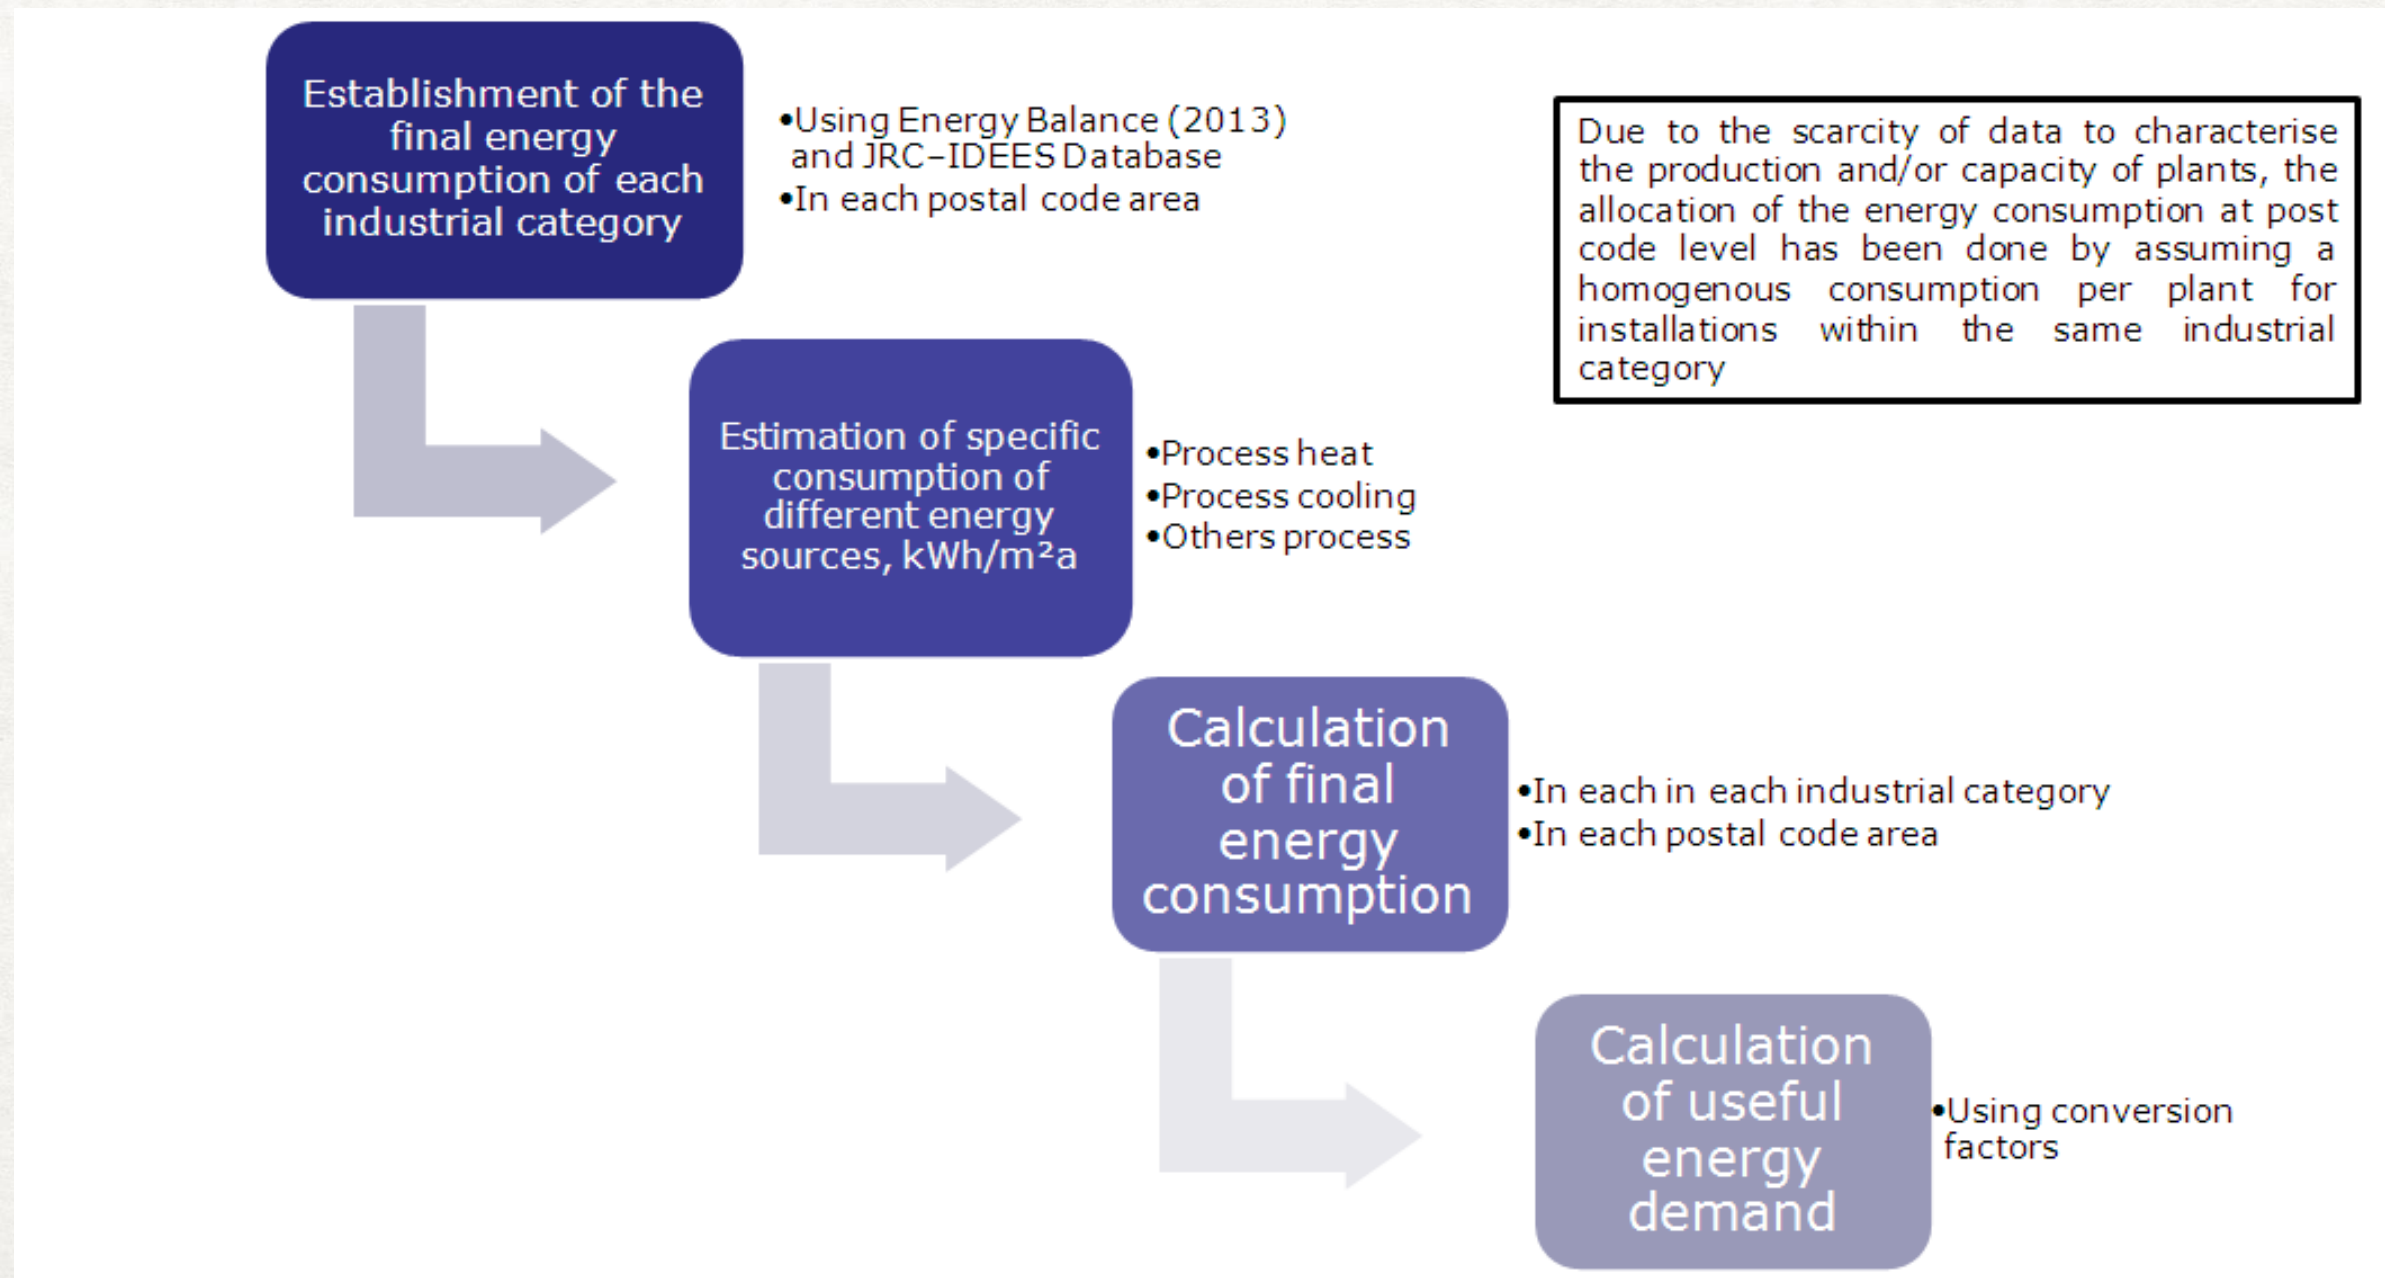 Establishment of the
final energy
consumption of each
industrial category
•Using Energy Balance (2013)
and JRC–IDEES Database
•In each postal code area
Due to the scarcity of data to characterise
the production and/or capacity of plants, the
allocation of the energy consumption at post
code level has been done by assuming a
homogenous consumption per plant for
installations within the same industrial
category
Estimation of specific
consumption of
different energy
sources, kWh/m²a
•Process heat
•Process cooling
•Others process
Calculation
of final
energy
consumption
•In each in each industrial category
•In each postal code area
Calculation
of useful
energy
demand
•Using conversion
factors